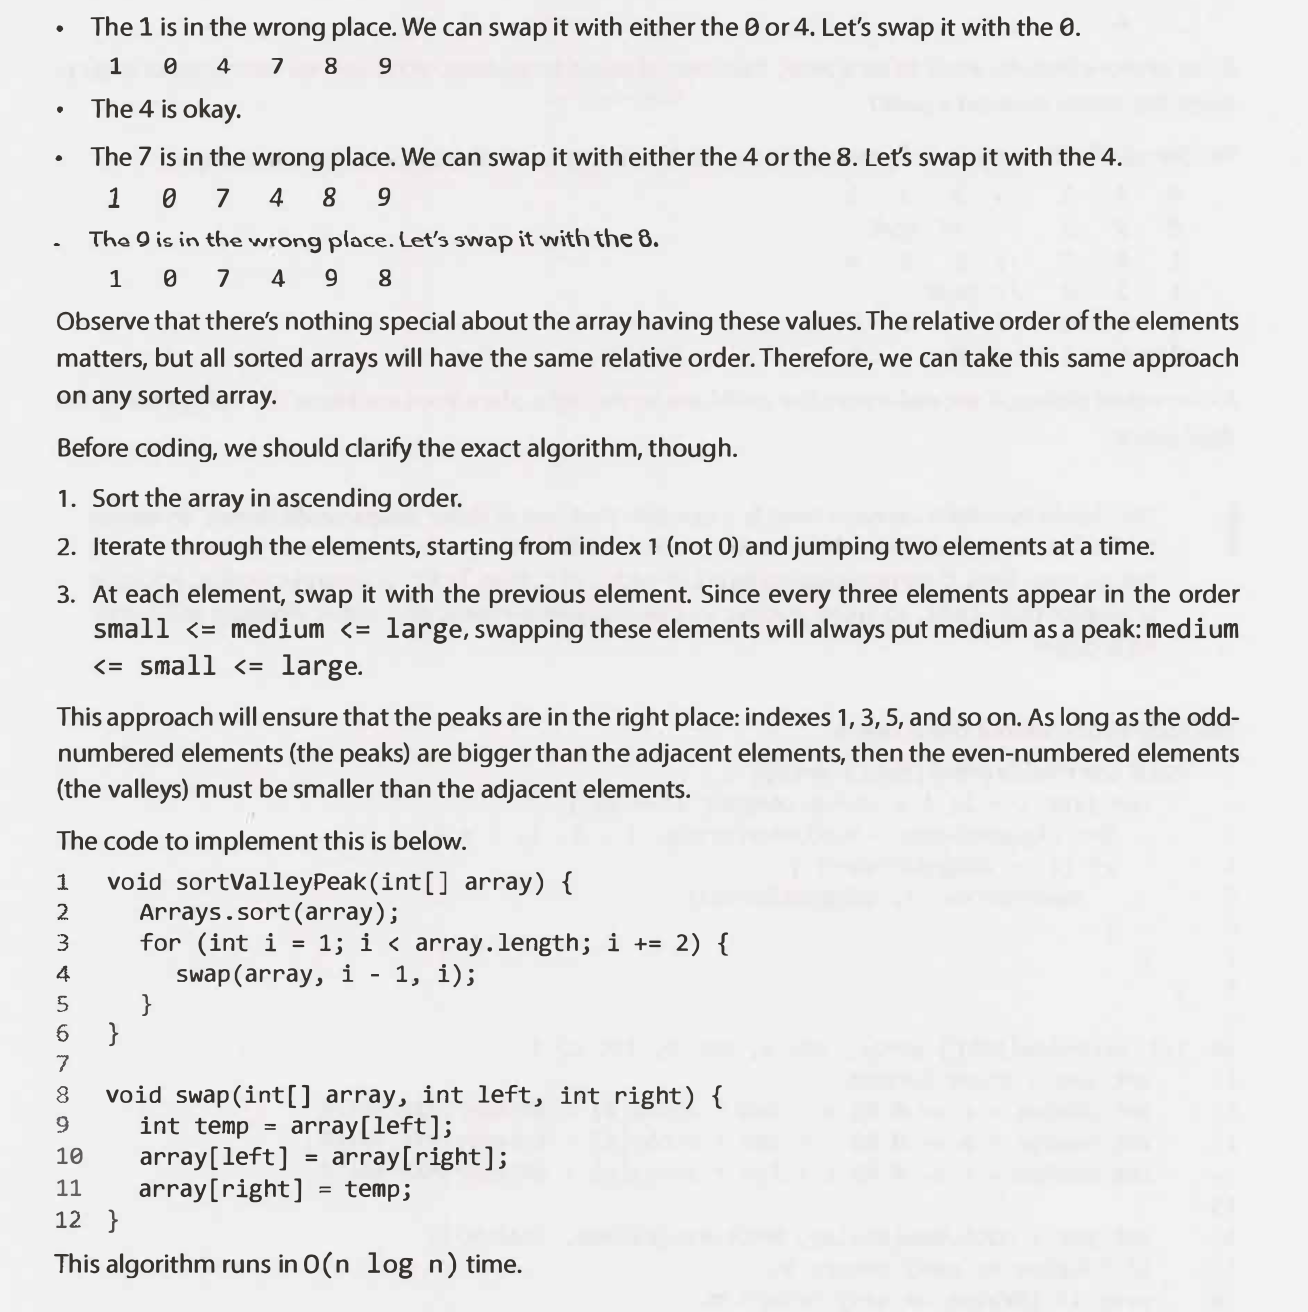 • The 1 is in the wrong place. We can swap it with either the 0 or 4. Let's swap it with the 0.
1 0 4 7 8 9
• The 4 is okay.
• The 7 is in the wrong place. We can swap it with either the 4 or the 8. Let's swap it with the 4.
1 0 7 4 8 9
. The 9 is in the wrong place. Let's swap it with the 8.
1 0 7 4 9 8
Observe that there's nothing special about the array having these values. The relative order of the elements
matters, but all sorted arrays will have the same relative order. Therefore, we can take this same approach
on any sorted array.
Before coding, we should clarify the exact algorithm, though.
1. Sort the array in ascending order.
2. Iterate through the elements, starting from index 1 (not 0) and jumping two elements at a time.
3. At each element, swap it with the previous element. Since every three elements appear in the order
small <= medium <= large, swapping these elements will always put medium as a peak: medium
<= small <= large.
This approach will ensure that the peaks are in the right place: indexes 1, 3, 5, and so on. As long as the odd-
numbered elements (the peaks) are bigger than the adjacent elements, then the even-numbered elements
(the valleys) must be smaller than the adjacent elements.
The code to implement this is below.
1 void sortValleyPeak(int[] array) {
2 Arrays.sort(array);
3 for (int i = 1; i < array.length; i += 2) {
4 swap(array, i - 1, i);
5 }
6 }
7
8 void swap(int[] array, int left, int right) {
9 int temp = array[left];
10 array[left] = array[right];
11 array[right] = temp;
12 }
This algorithm runs in O(n log n) time.